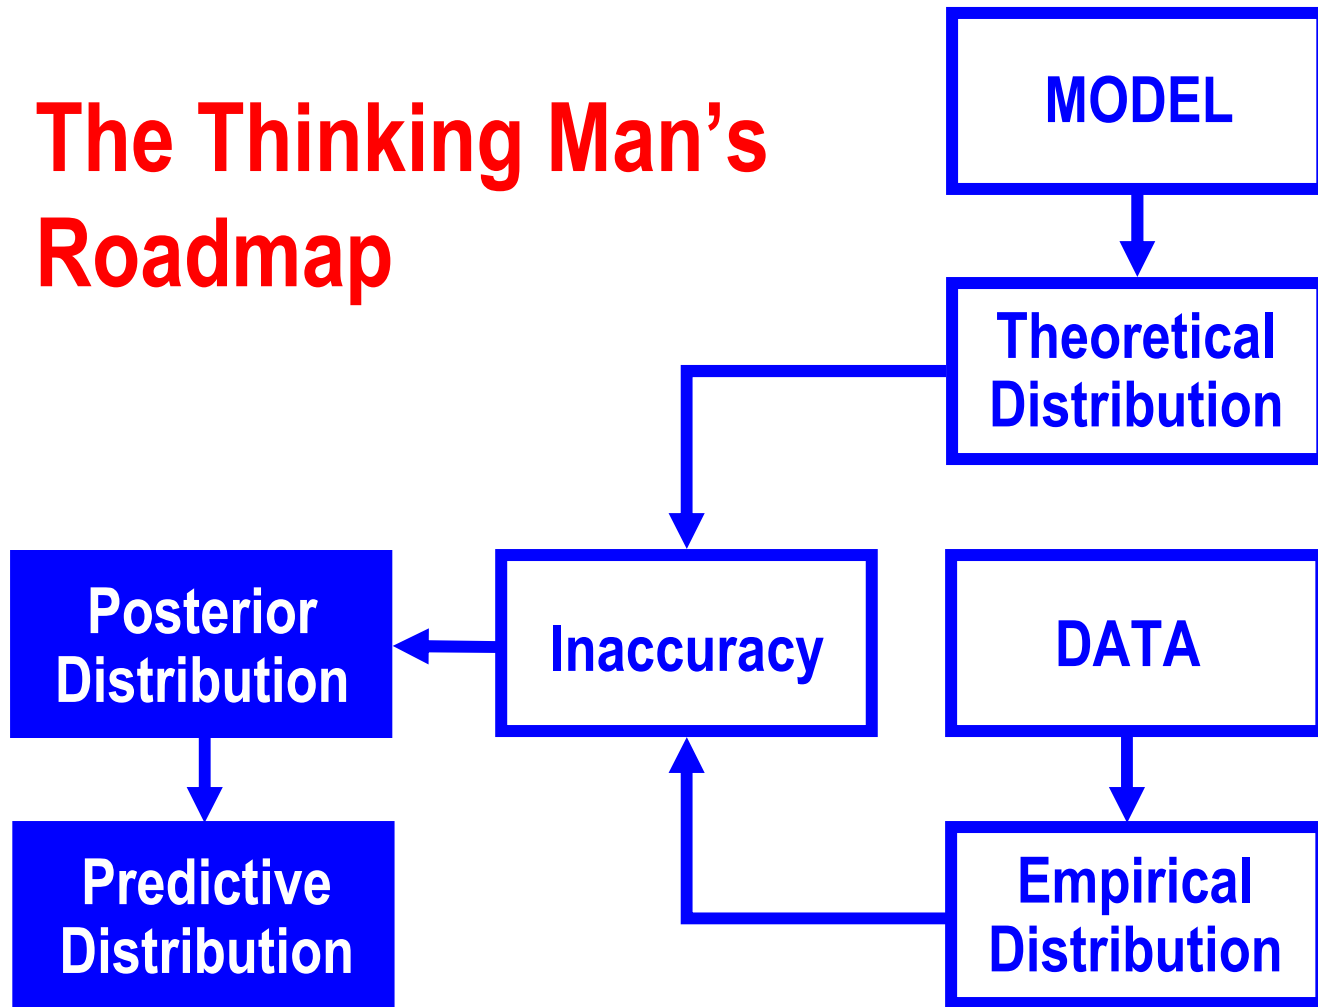 The Thinking Man’s
Roadmap
MODEL
Theoretical
Distribution
Posterior
Distribution
Inaccuracy
DATA
Predictive
Distribution
Empirical
Distribution